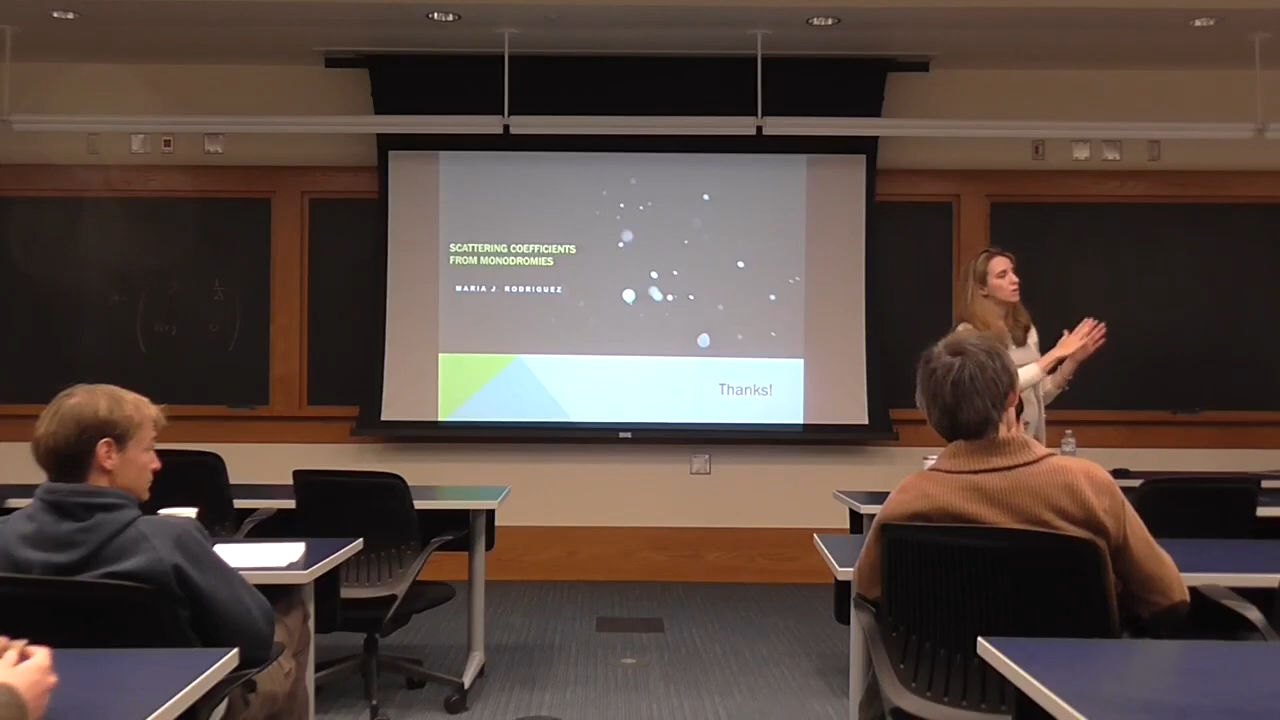 SCATTERING COEFFICIENTS
FROM MONODROMIES
MARIA J. RODRIGUEZ
Thanks!